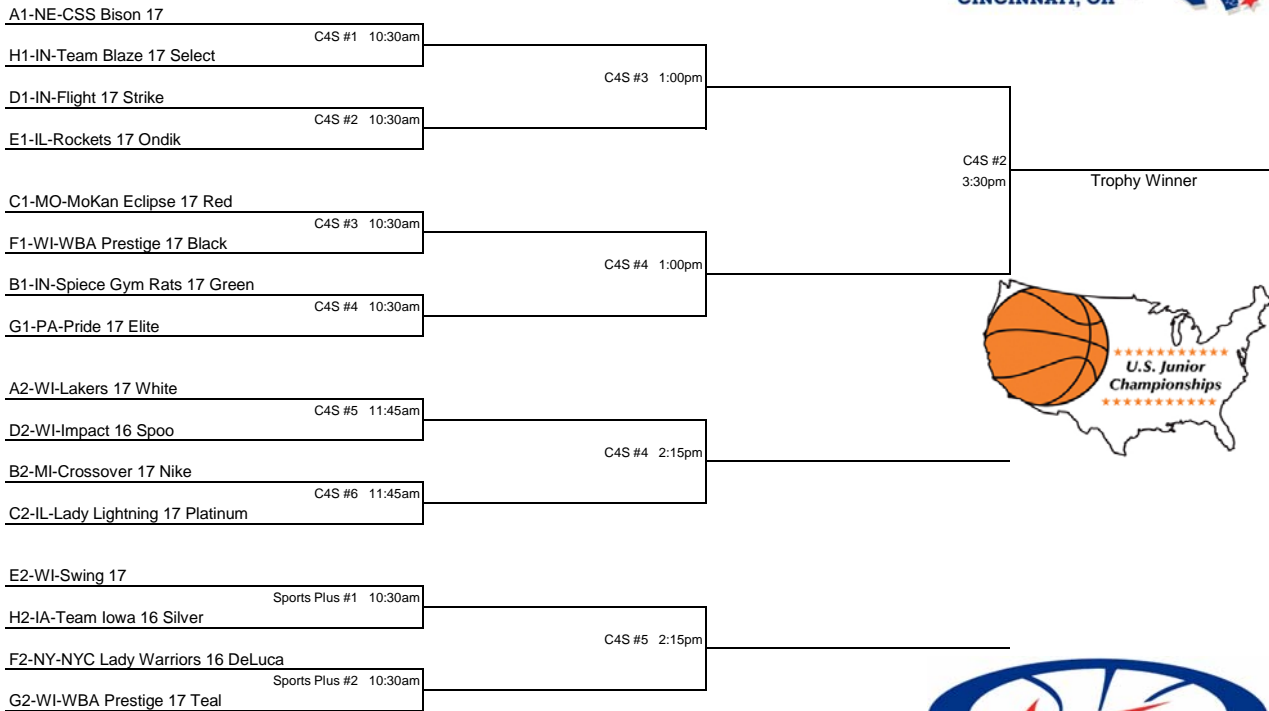 CINCINNATI, OH
A1-NE-CSS Bison 17
C4S #1 10:30am
H1-IN-Team Blaze 17 Select
C4S #3 1:00pm
D1-IN-Flight 17 Strike
C4S #2 10:30am
E1-IL-Rockets 17 Ondik
C4S #2
3:30pm
Trophy Winner
C1-MO-MoKan Eclipse 17 Red
C4S #3 10:30am
F1-WI-WBA Prestige 17 Black
C4S #4 1:00pm
B1-IN-Spiece Gym Rats 17 Green
C4S #4 10:30am
G1-PA-Pride 17 Elite
U.S. Junior
Championships
A2-WI-Lakers 17 White
C4S #5 11:45am
D2-WI-Impact 16 Spoo
C4S #4 2:15pm
B2-MI-Crossover 17 Nike
C4S #6 11:45am
C2-IL-Lady Lightning 17 Platinum
E2-WI-Swing 17
Sports Plus #1 10:30am
H2-IA-Team Iowa 16 Silver
C4S #5 2:15pm
F2-NY-NYC Lady Warriors 16 DeLuca
Sports Plus #2 10:30am
G2-WI-WBA Prestige 17 Teal